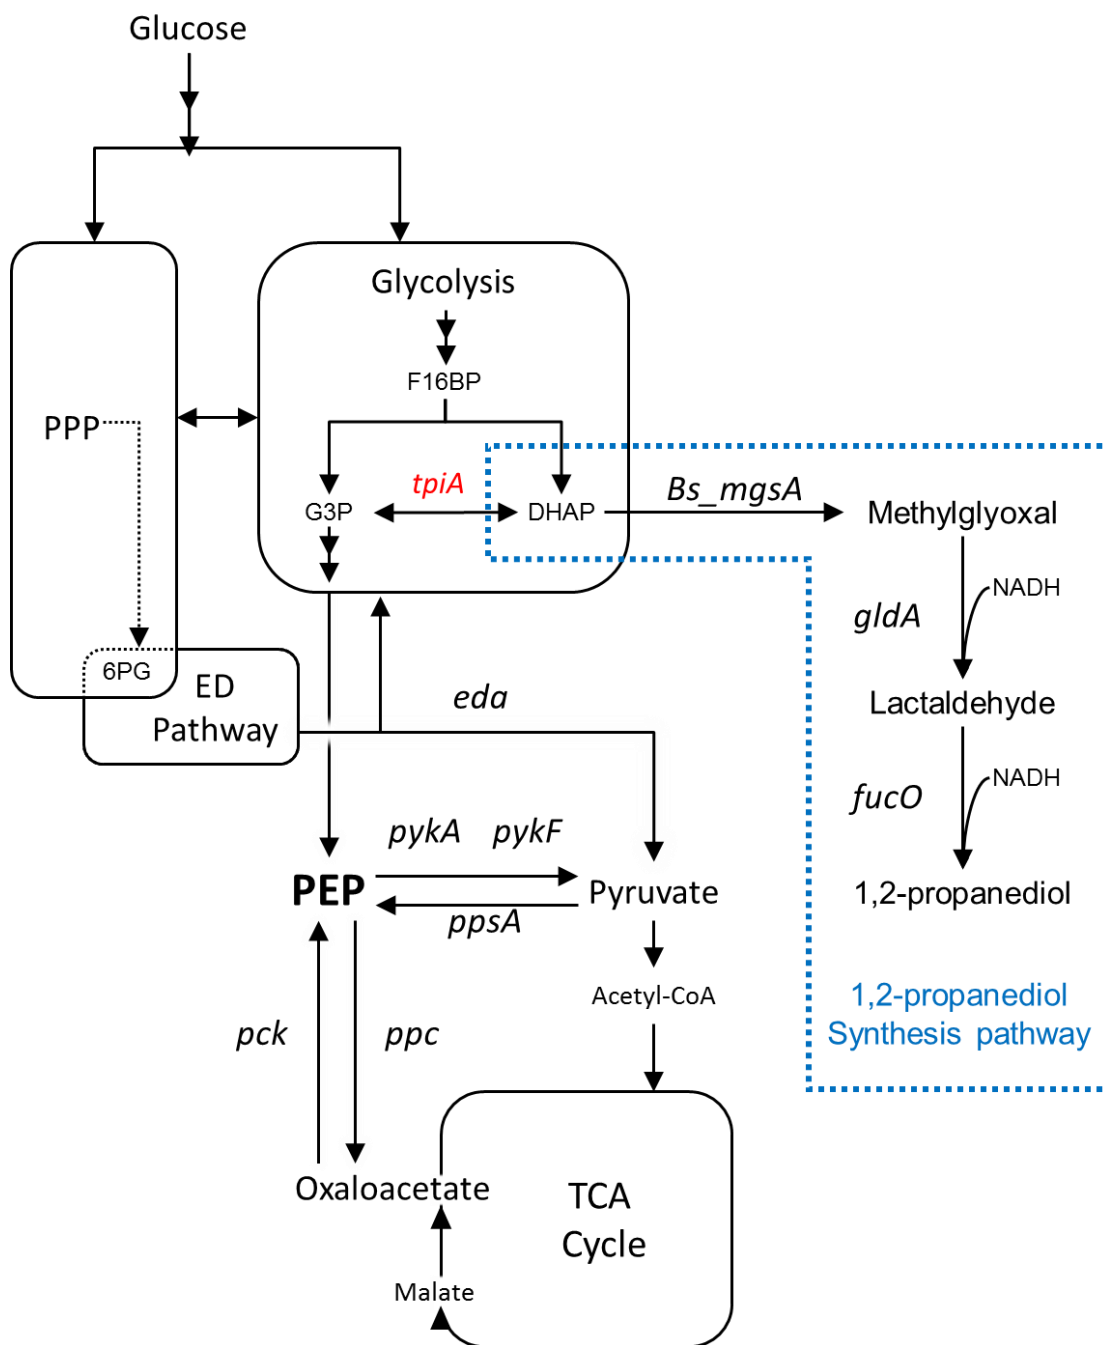 Glucose
Glycolysis
F16BP
PPP
tpiA
G3P
DHAP
Bs_mgsA
Methylglyoxal
NADH
gldA
6PG
ED
Pathway
eda
Lactaldehyde
NADH
fucO
pykA pykF
PEP
Pyruvate
1,2-propanediol
ppsA
Acetyl-CoA
1,2-propanediol
Synthesis pathway
pck
ppc
Oxaloacetate
TCA
Cycle
Malate